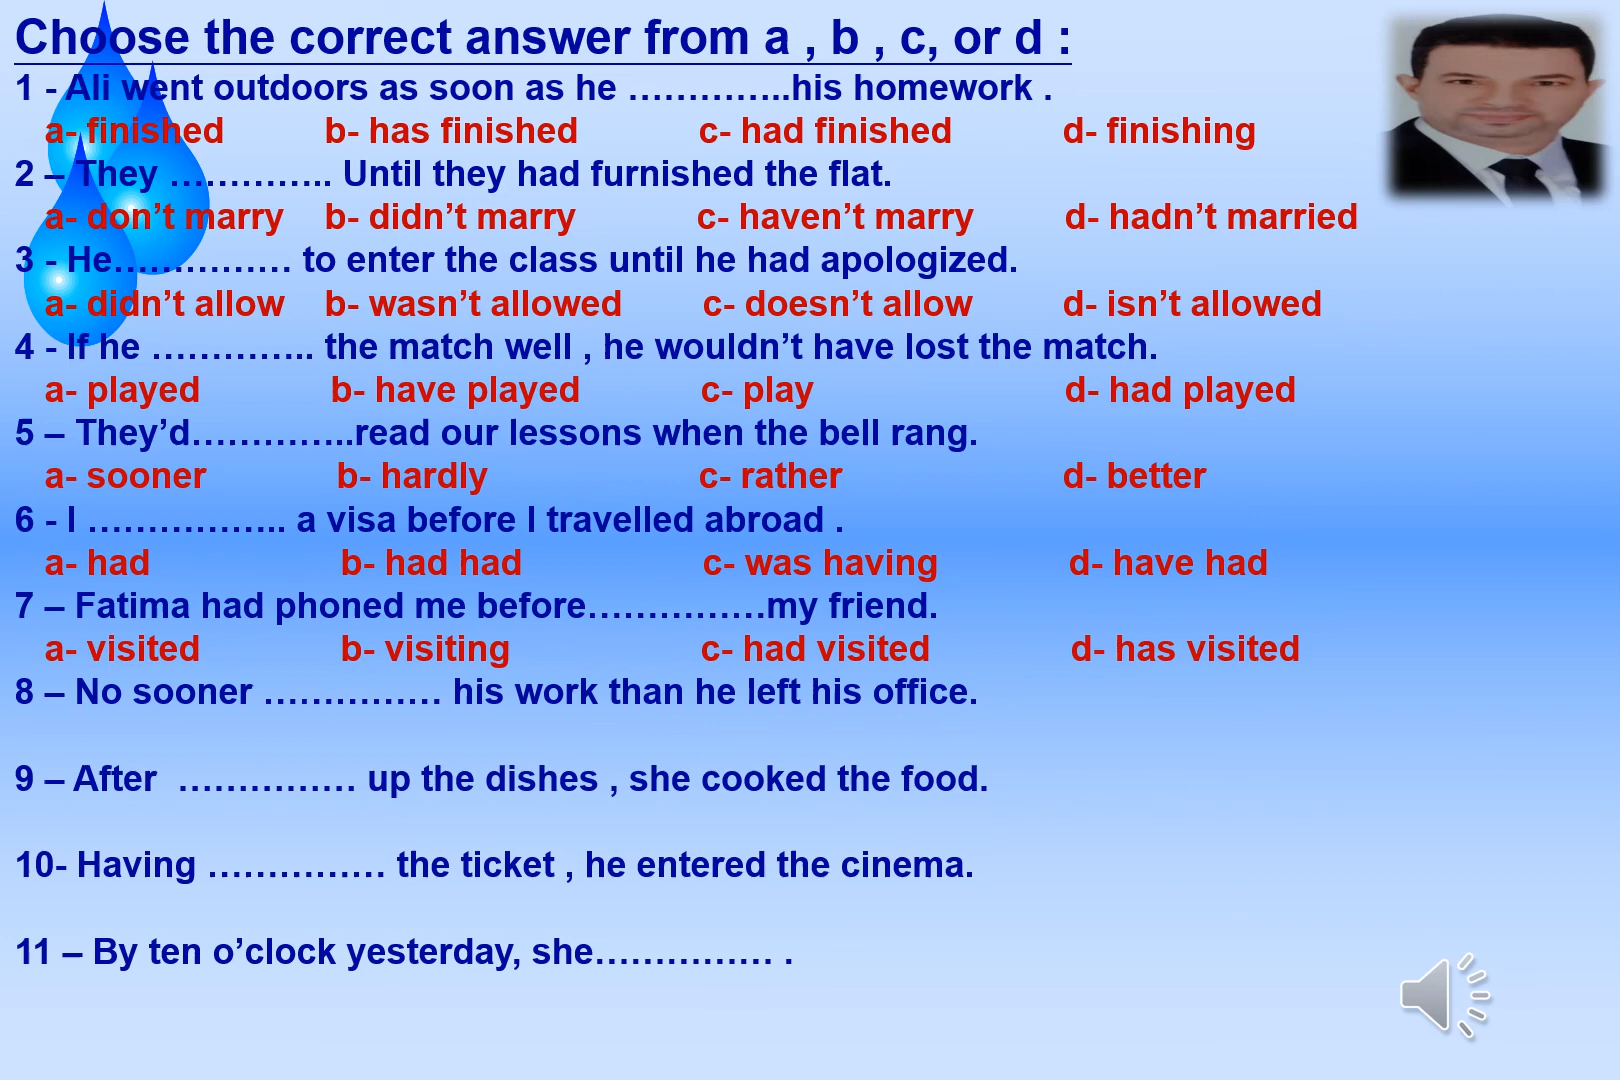 Choose the correct answer from a , b , c, or d :
1 - Ali went outdoors as soon as he …………..his homework .
a- finished b- has finished c- had finished d- finishing
2 – They ………….. Until they had furnished the flat.
a- don’t marry b- didn’t marry c- haven’t marry d- hadn’t married
3 - He…………… to enter the class until he had apologized.
a- didn’t allow b- wasn’t allowed c- doesn’t allow d- isn’t allowed
4 - If he ………….. the match well , he wouldn’t have lost the match.
a- played b- have played c- play d- had played
5 – They’d…………..read our lessons when the bell rang.
a- sooner b- hardly c- rather d- better
6 - I …………….. a visa before I travelled abroad .
a- had b- had had c- was having d- have had
7 – Fatima had phoned me before……………my friend.
a- visited b- visiting c- had visited d- has visited
8 – No sooner …………… his work than he left his office.
9 – After …………… up the dishes , she cooked the food.
10- Having …………… the ticket , he entered the cinema.
11 – By ten o’clock yesterday, she…………… .